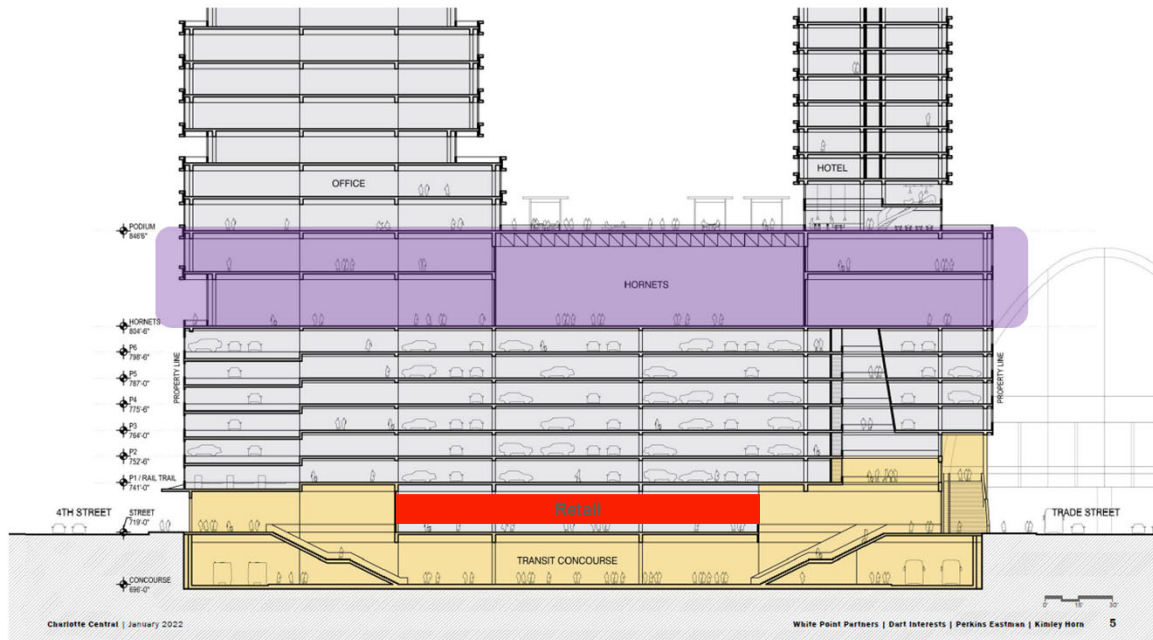 OFFICE
HOTEL
PODIUM
846'6"
HORNETS
HORNETS
804'-6"
P6
798'-6"
P5
787'-0"
P4
775'-6"
P3
764'-0"
P2
752'-6"
P1 / RAIL TRAIL
741'-0"
PROPERTY LINE
PROPERTY LINE
Retail
4TH STREET
STREET
719'-0"
TRADE STREET
TRANSIT CONCOURSE
CONCOURSE
696'-0"
0' 15' 30'
Charlotte Central | January 2022
White Point Partners | Dart Interests | Perkins Eastman | Kimley Horn 5